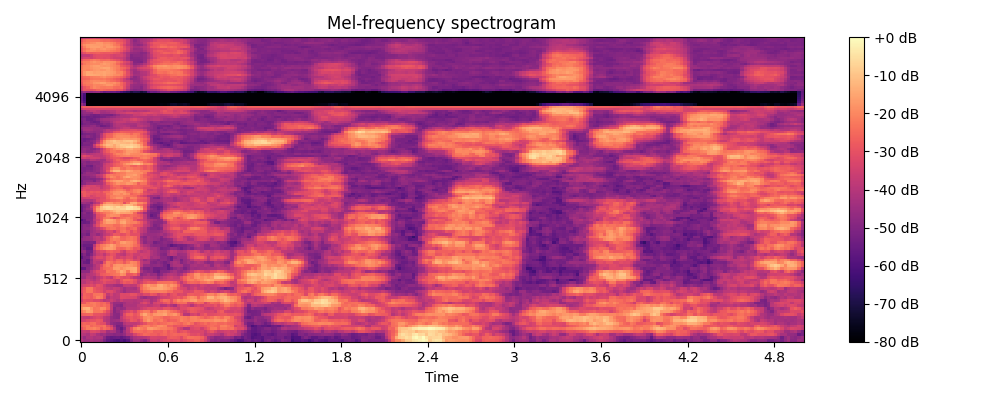 Mel-frequency spectrogram
Hz
4096
2048
1024
512
0
0 0.6 1.2 1.8 2.4 3 3.6 4.2 4.8
Time
+0 dB
-10 dB
-20 dB
-30 dB
-40 dB
-50 dB
-60 dB
-70 dB
-80 dB